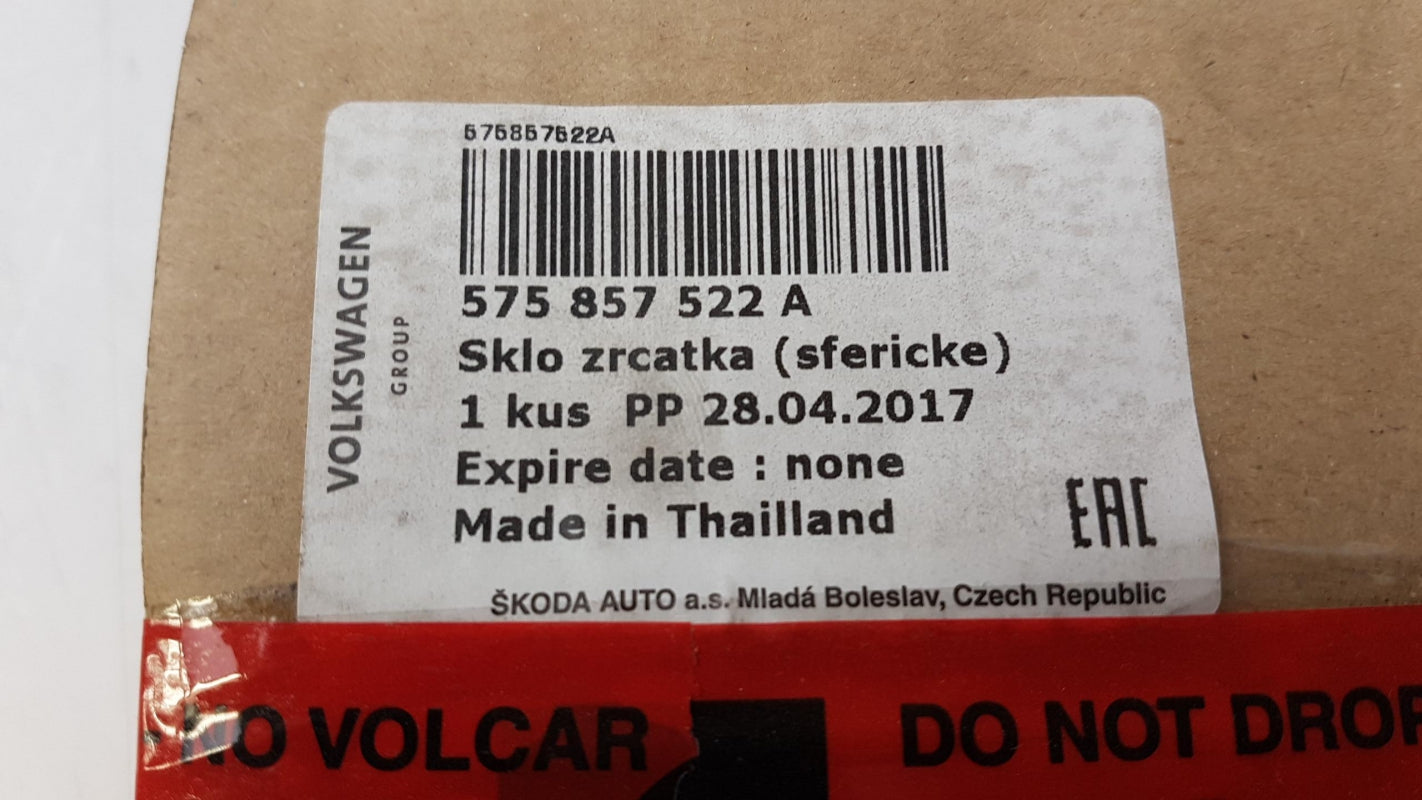 575857522A
575 857 522 A
Sklo zrcatka (sfericke)
1 kus PP 28.04.2017
Expire date : none
Made in Thailland
EAC
VOLKSWAGEN
GROUP
ŠKODA AUTO a.s. Mladá Boleslav, Czech Republic
NO VOLCAR
DO NOT DROP